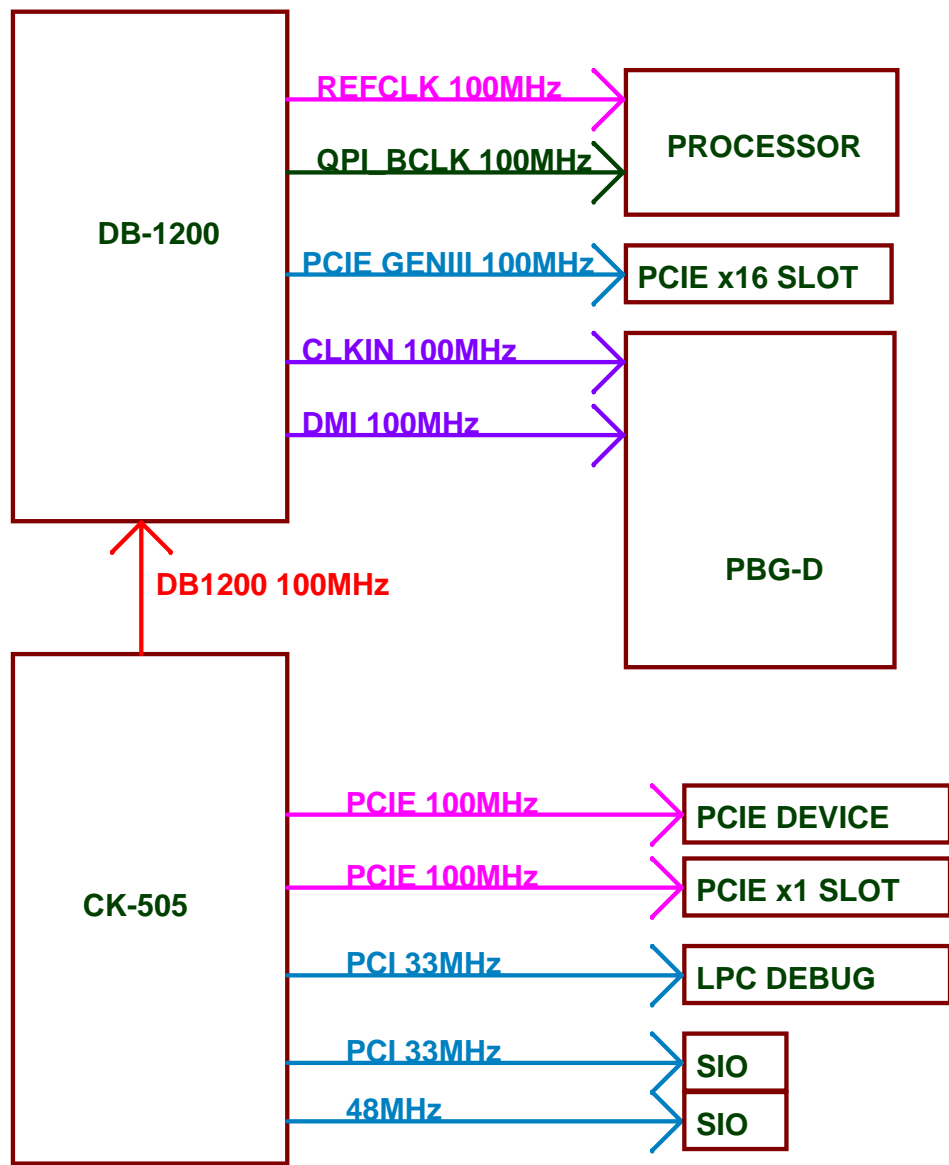 REFCLK 100MHz
PROCESSOR
QPI_BCLK 100MHz
DB-1200
PCIE GENIII 100MHz
PCIE x16 SLOT
CLKIN 100MHz
DMI 100MHz
PBG-D
DB1200 100MHz
PCIE 100MHz
PCIE DEVICE
PCIE 100MHz
PCIE x1 SLOT
CK-505
PCI 33MHz
LPC DEBUG
PCI 33MHz
SIO
48MHz
SIO